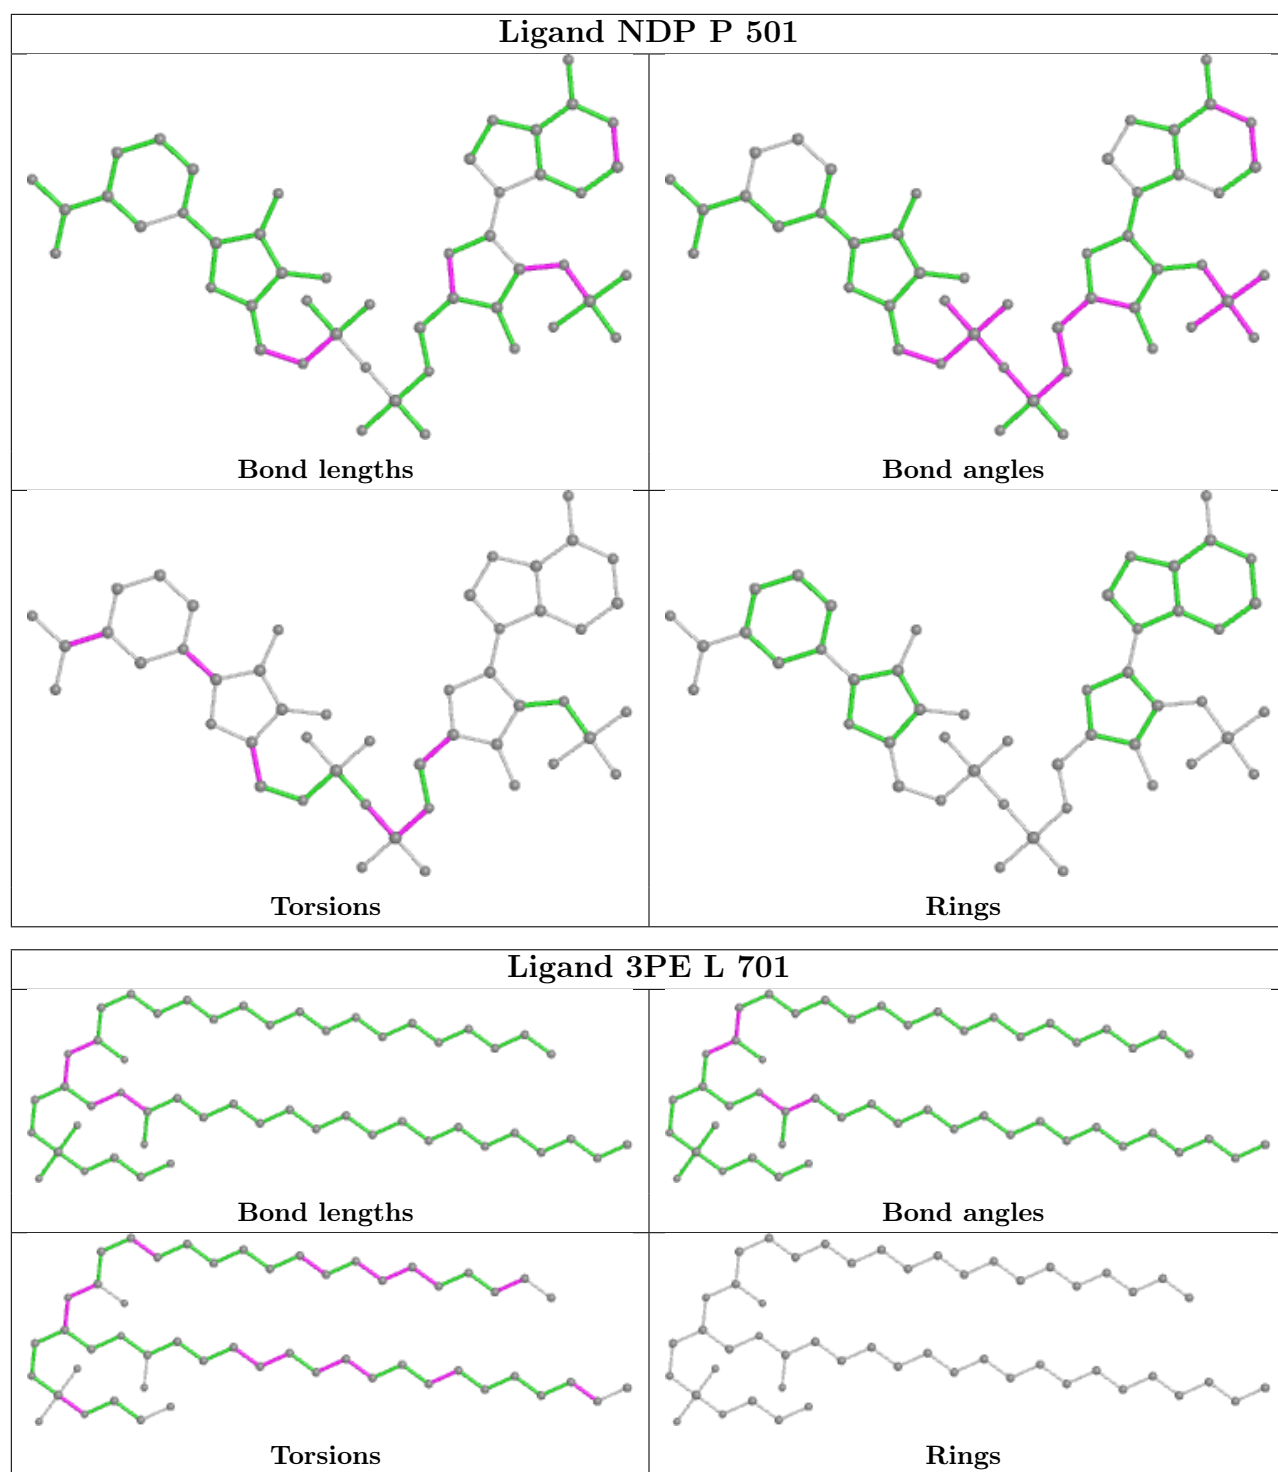 Ligand NDP P 501
Bond lengths
Bond angles
Torsions
Rings
Ligand 3PE L 701
Bond lengths
Bond angles
Torsions
Rings